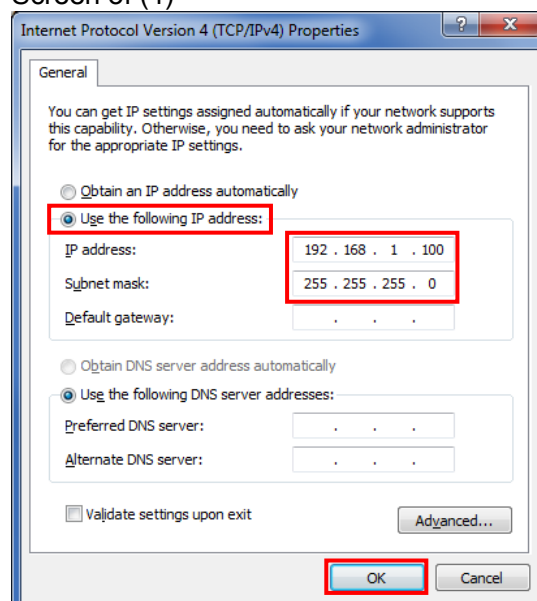 Screen of (4)
Internet Protocol Version 4 (TCP/IPv4) Properties
General
You can get IP settings assigned automatically if your network supports
this capability. Otherwise, you need to ask your network administrator
for the appropriate IP settings.
Obtain an IP address automatically
Use the following IP address:
IP address: 192 . 168 . 1 . 100
Subnet mask: 255 . 255 . 255 . 0
Default gateway: . . .
Obtain DNS server address automatically
Use the following DNS server addresses:
Preferred DNS server: . . .
Alternate DNS server: . . .
Validate settings upon exit
Advanced...
OK Cancel